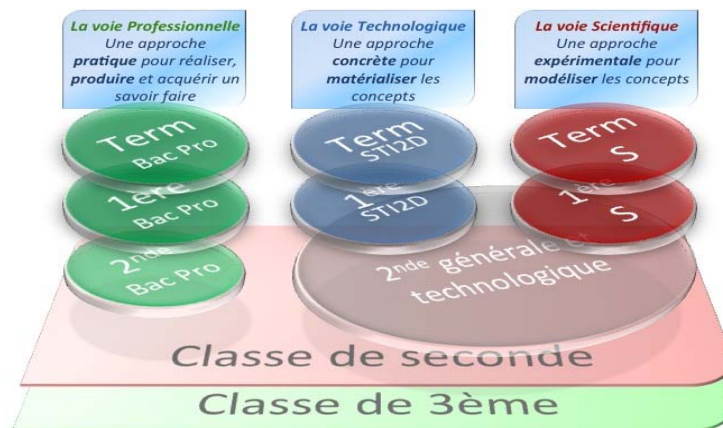 La voie Professionnelle
Une approche
pratique pour réaliser,
produire et acquérir un
savoir faire
La voie Technologique
Une approche
concrète pour
matérialiser les
concepts
La voie Scientifique
Une approche
expérimentale pour
modéliser les concepts
Term
Bac Pro
1ère
Bac Pro
2nde
Bac Pro
Term
STI2D
1ère
STI2D
Term
S
1ère
S
2nde générale et
technologique
Classe de seconde
Classe de 3ème